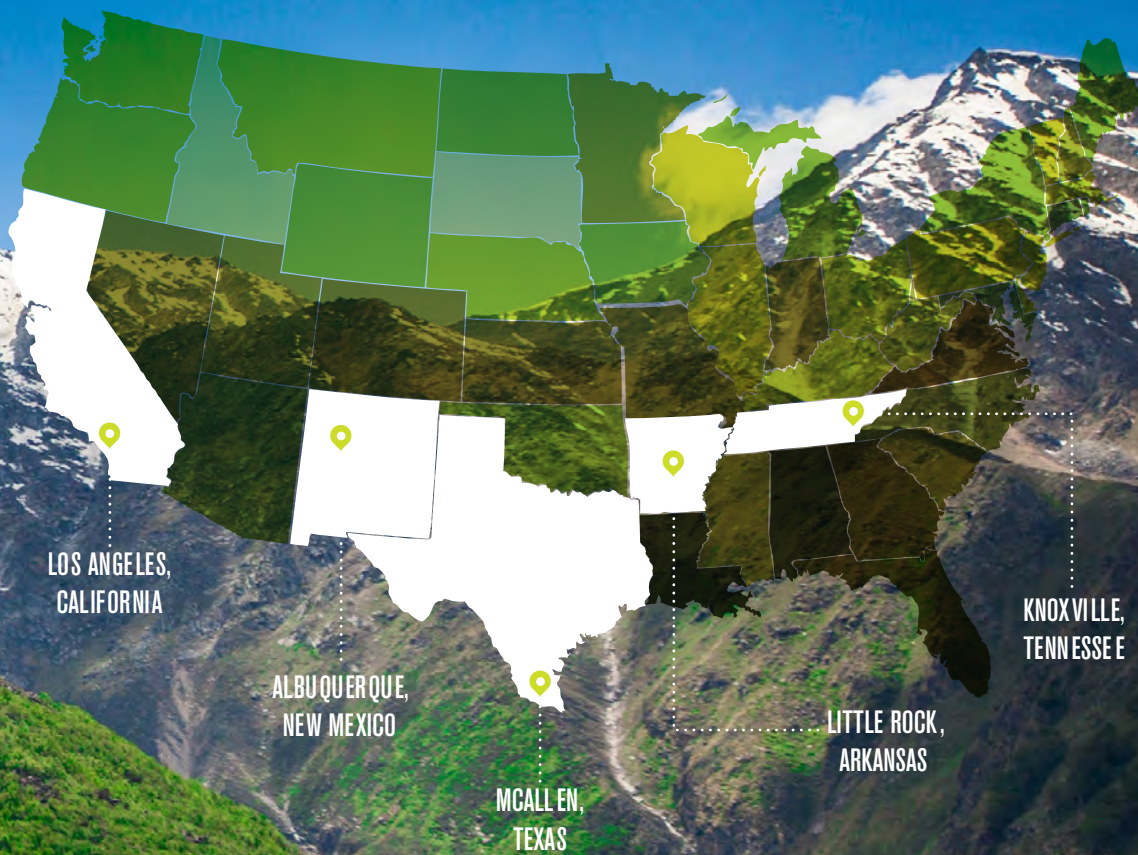 LOS ANGELES,
CALIFORNIA
ALBUQUERQUE,
NEW MEXICO
MCALLEN,
TEXAS
LITTLE ROCK,
ARKANSAS
KNOXVILLE,
TENNESSEE